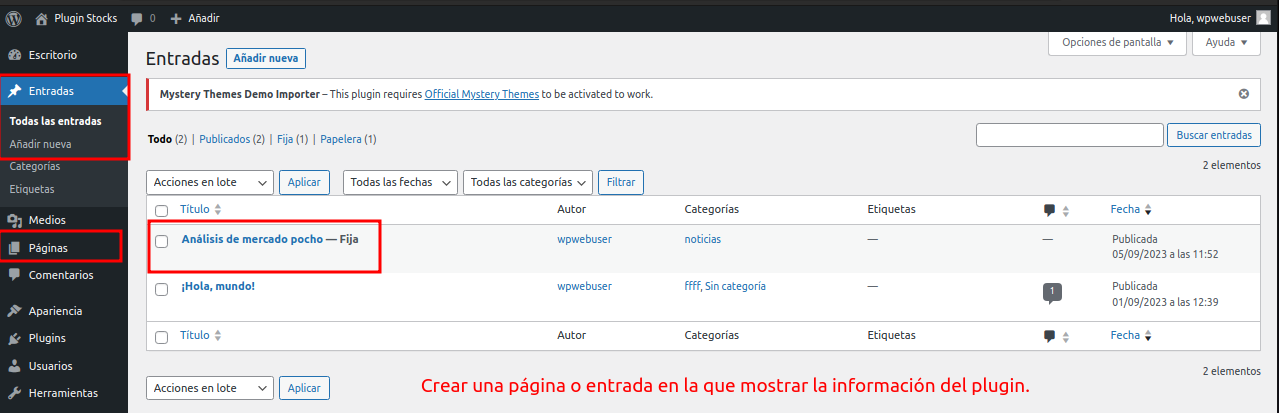 Plugin Stocks 0 Añadir Hola, wpwebuser
Escritorio
Entradas
Todas las entradas
Añadir nueva
Categorías
Etiquetas
Medios
Páginas
Comentarios
Apariencia
Plugins
Usuarios
Herramientas
Opciones de pantalla Ayuda
Entradas Añadir nueva
Mystery Themes Demo Importer – This plugin requires Official Mystery Themes to be activated to work.
Todo (2) | Publicados (2) | Fija (1) | Papelera (1)
Buscar entradas
2 elementos
Acciones en lote Aplicar Todas las fechas Todas las categorías Filtrar
Título Autor Categorías Etiquetas Fecha
Análisis de mercado pocho — Fija wpwebuser noticias — — Publicada
05/09/2023 a las 11:52
¡Hola, mundo! wpwebuser ffff, Sin categoría — 1 Publicada
01/09/2023 a las 12:39
Título Autor Categorías Etiquetas Fecha
2 elementos
Acciones en lote Aplicar
Crear una página o entrada en la que mostrar la información del plugin.